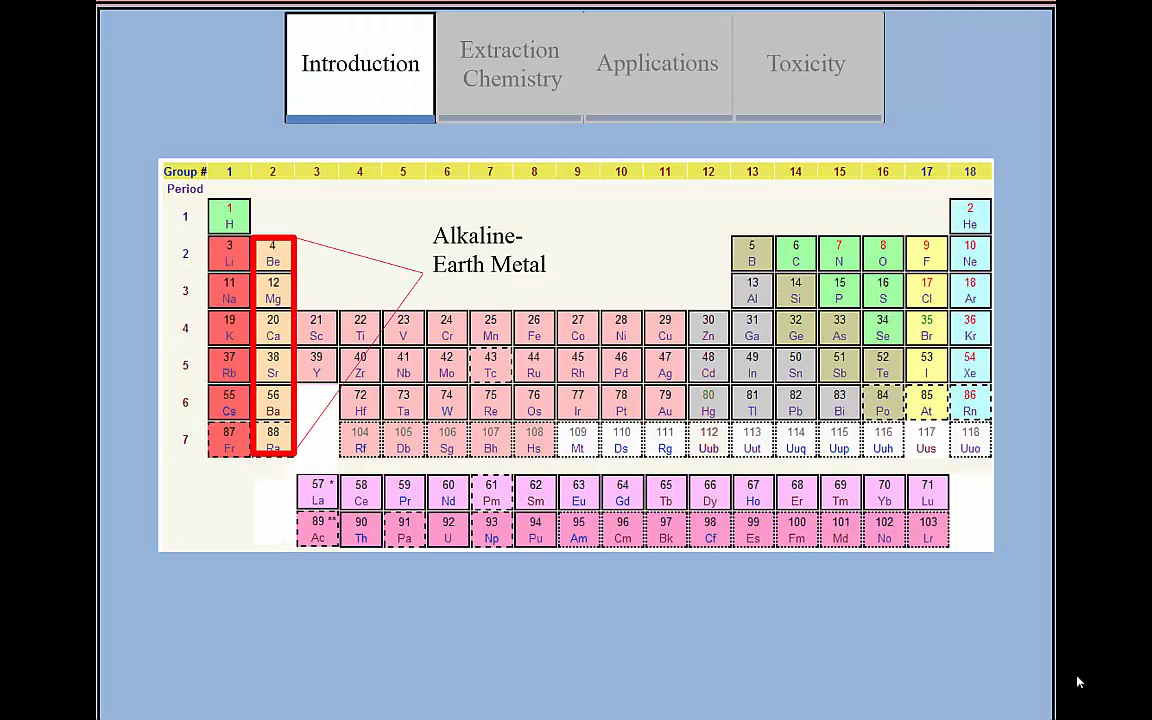 Introduction
Extraction
Chemistry
Applications
Toxicity
Group # 1 2 3 4 5 6 7 8 9 10 11 12 13 14 15 16 17 18
Period
1 1 2
H He
Alkaline-
Earth Metal
2 3 4 5 6 7 8 9 10
Li Be B C N O F Ne
3 11 12 13 14 15 16 17 18
Na Mg Al Si P S Cl Ar
4 19 20 21 22 23 24 25 26 27 28 29 30 31 32 33 34 35 36
K Ca Sc Ti V Cr Mn Fe Co Ni Cu Zn Ga Ge As Se Br Kr
5 37 38 39 40 41 42 43 44 45 46 47 48 49 50 51 52 53 54
Rb Sr Y Zr Nb Mo Tc Ru Rh Pd Ag Cd In Sn Sb Te I Xe
6 55 56 72 73 74 75 76 77 78 79 80 81 82 83 84 85 86
Cs Ba Hf Ta W Re Os Ir Pt Au Hg Tl Pb Bi Po At Rn
7 87 88 104 105 106 107 108 109 110 111 112 113 114 115 116 117 118
Fr Ra Rf Db Sg Bh Hs Mt Ds Rg Uub Uut Uuq Uup Uuh Uus Uuo
57 * 58 59 60 61 62 63 64 65 66 67 68 69 70 71
La Ce Pr Nd Pm Sm Eu Gd Tb Dy Ho Er Tm Yb Lu
89 ** 90 91 92 93 94 95 96 97 98 99 100 101 102 103
Ac Th Pa U Np Pu Am Cm Bk Cf Es Fm Md No Lr